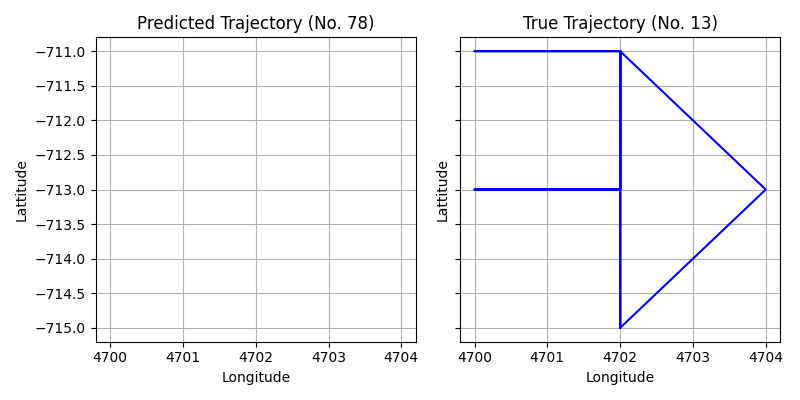 Predicted Trajectory (No. 78)
True Trajectory (No. 13)
−711.0
−711.5
−712.0
−712.5
−713.0
−713.5
−714.0
−714.5
−715.0
Lattitude
Lattitude
4700 4701 4702 4703 4704
4700 4701 4702 4703 4704
Longitude
Longitude